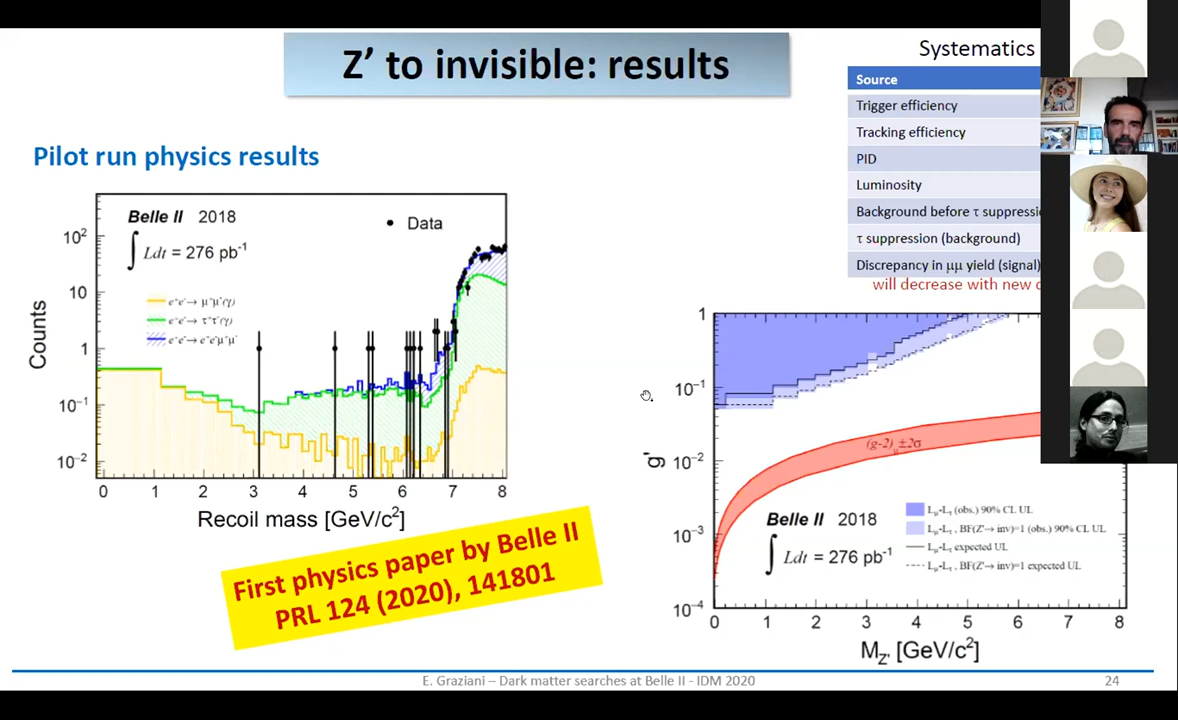 Z’ to invisible: results
Systematics
Source
Trigger efficiency
Tracking efficiency
PID
Luminosity
Background before τ
τ suppression (background)
Discrepancy in μμ yield (signal)
will decrease with new
Pilot run physics results
Belle II 2018
∫ Ldt = 276 pb⁻¹
Data
e⁺e⁻→ μ⁺μ⁻(γ)
e⁺e⁻→ τ⁺τ⁻(γ)
e⁺e⁻→ e⁺e⁻μ⁺μ⁻
Counts
10²
10
1
10⁻¹
10⁻²
0 1 2 3 4 5 6 7 8
Recoil mass [GeV/c²]
First physics paper by Belle II
PRL 124 (2020), 141801
1
10⁻¹
10⁻²
10⁻³
10⁻⁴
g'
(g-2)μ ±2σ
Belle II 2018
∫ Ldt = 276 pb⁻¹
Lμ-Lτ (obs.) 90% CL UL
Lμ-Lτ , BF(Z'→ inv)=1 (obs.) 90% CL UL
Lμ-Lτ expected UL
Lμ-Lτ , BF(Z'→ inv)=1 expected UL
0 1 2 3 4 5 6 7 8
M_Z' [GeV/c²]
E. Graziani – Dark matter searches at Belle II - IDM 2020
24